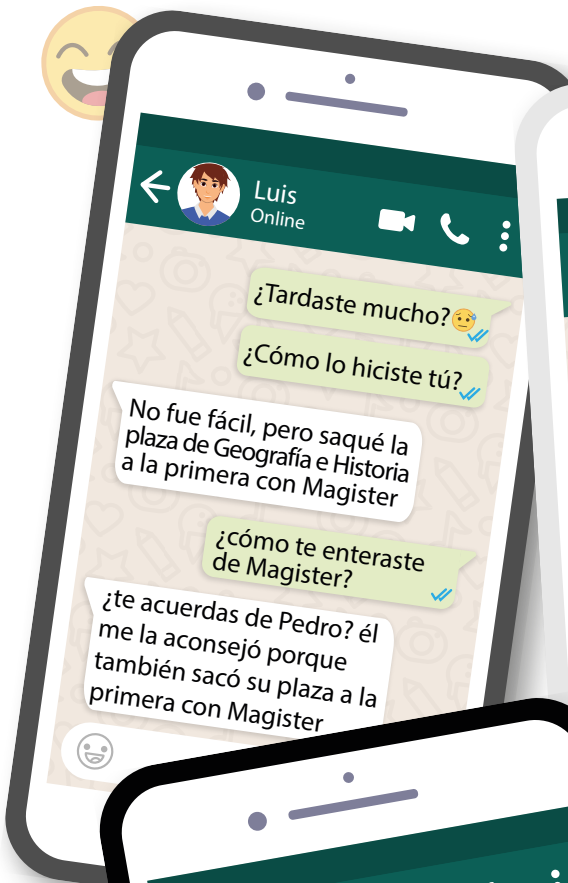 Luis
Online
¿Tardaste mucho?
¿Cómo lo hiciste tú?
No fue fácil, pero saqué la
plaza de Geografía e Historia
a la primera con Magister
¿cómo te enteraste
de Magister?
¿te acuerdas de Pedro? él
me la aconsejó porque
también sacó su plaza a la
primera con Magister